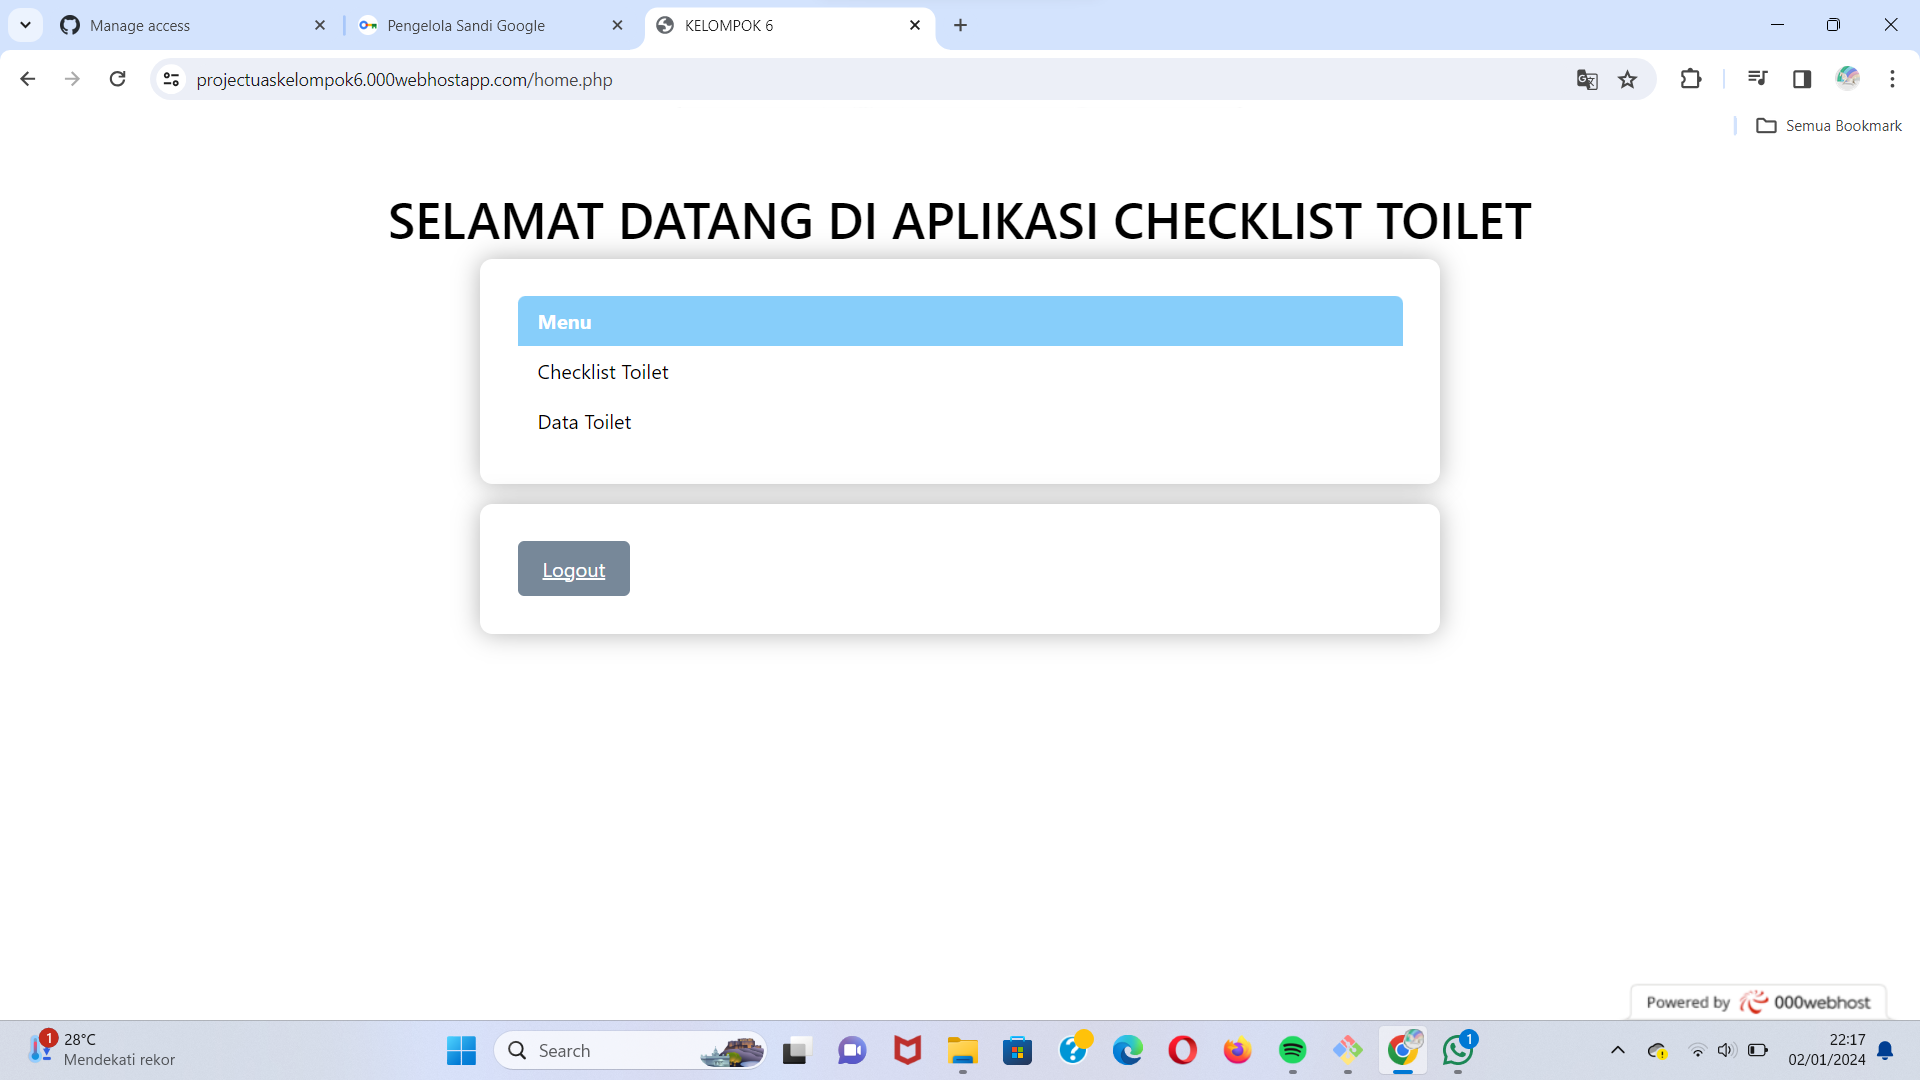 Manage access
Pengelola Sandi Google
KELOMPOK 6
projectuaskelompok6.000webhostapp.com/home.php
Semua Bookmark
SELAMAT DATANG DI APLIKASI CHECKLIST TOILET
Menu
Checklist Toilet
Data Toilet
Logout
Powered by 000webhost
1
28°C
Mendekati rekor
Search
1
22:17
02/01/2024